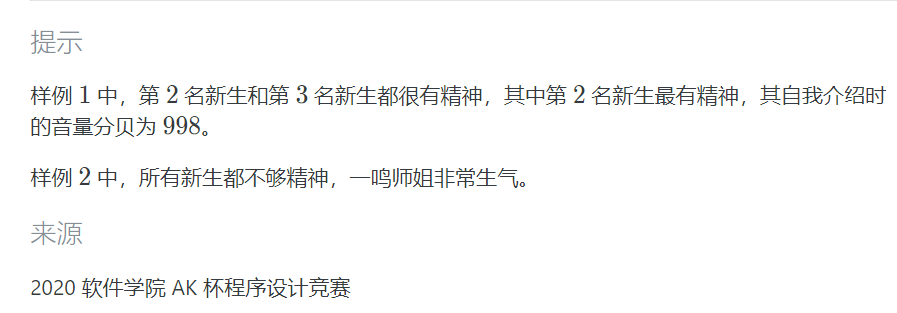 提示
样例 1 中，第 2 名新生和第 3 名新生都很有精神，其中第 2 名新生最有精神，其自我介绍时
的音量分贝为 998。
样例 2 中，所有新生都不够精神，一鸣师姐非常生气。
来源
2020 软件学院 AK 杯程序设计竞赛